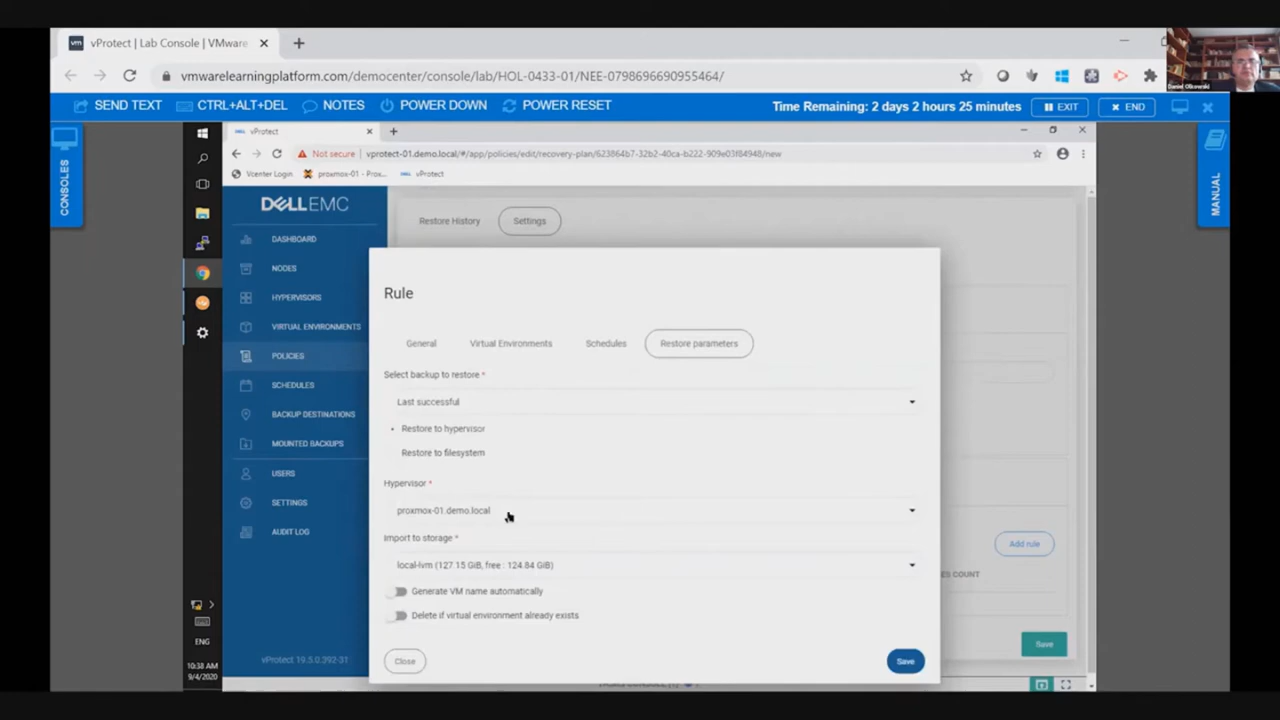 vm vProtect | Lab Console | VMware
vmwarelearningplatform.com/democenter/console/lab/HOL-0433-01/NEE-0798696690955464/
Daniel Olkowski
SEND TEXT CTRL+ALT+DEL NOTES POWER DOWN POWER RESET Time Remaining: 2 days 2 hours 25 minutes EXIT END
CONSOLES
MANUAL
DELL vProtect
Not secure vprotect-01.demo.local/#/app/policies/edit/recovery-plan/623864b7-32b2-40ca-b222-909e03f84948/new
Vcenter Login proxmox-01 - Prox... DELL vProtect
DELLEMC
DASHBOARD
NODES
HYPERVISORS
VIRTUAL ENVIRONMENTS
POLICIES
SCHEDULES
BACKUP DESTINATIONS
MOUNTED BACKUPS
USERS
SETTINGS
AUDIT LOG
vProtect 19.5.0.392-31
Restore History Settings
Rule
General Virtual Environments Schedules Restore parameters
Select backup to restore *
Last successful
Restore to hypervisor
Restore to filesystem
Hypervisor *
proxmox-01.demo.local
Import to storage *
local-lvm (127.15 GiB, free : 124.84 GiB)
Generate VM name automatically
Delete if virtual environment already exists
Close Save
Add rule
COUNT
Save
ENG
10:38 AM
9/4/2020